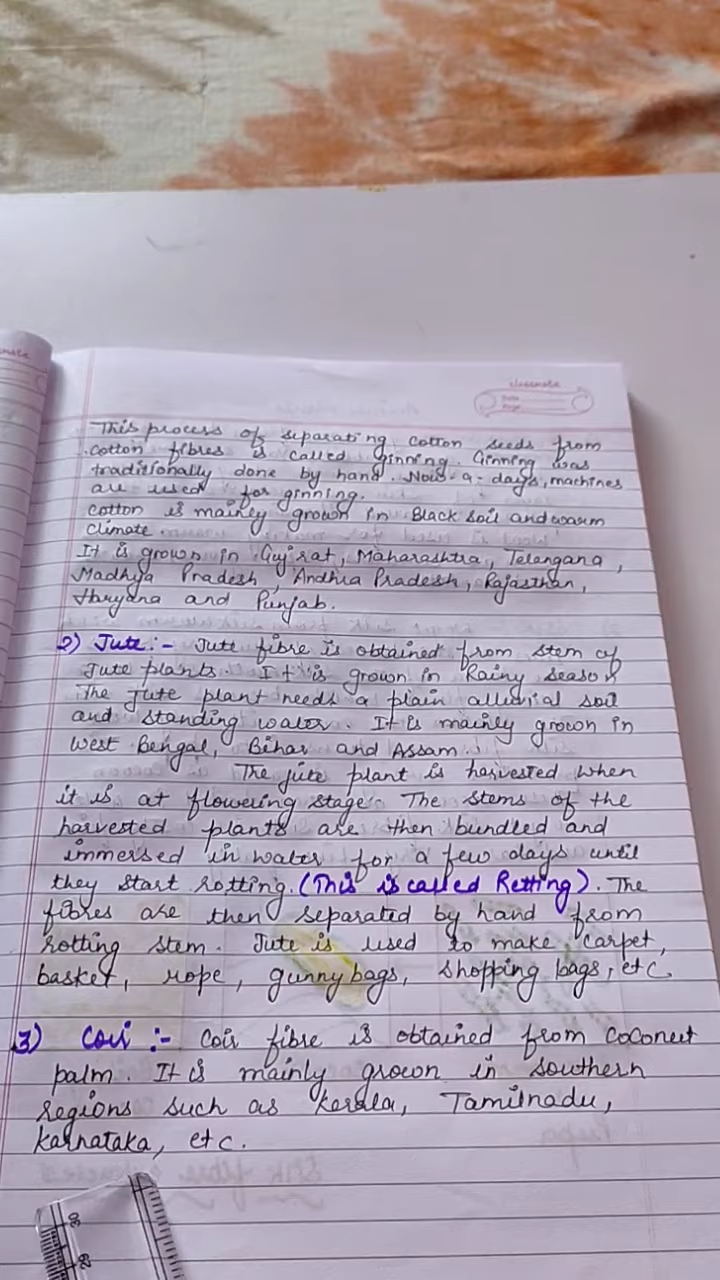 classmate
Date
Page
This process of separating cotton seeds from
cotton fibres is called ginning. Ginning was
traditionally done by hand. Now-a-days, machines
are used for ginning.
cotton is mainly grown in Black soil and warm
climate.
It is grown in Gujrat, Maharashtra, Telangana,
Madhya Pradesh, Andhra Pradesh, Rajasthan,
Haryana and Punjab.
2) Jute:- Jute fibre is obtained from stem of
Jute plants. It is grown in Rainy season
The jute plant needs a plain alluvial soil
and standing water. It is mainly grown in
West Bengal, Bihar and Assam.
The jute plant is harvested when
it is at flowering stage. The stems of the
harvested plants are then bundled and
immersed in water for a few days until
they start rotting. (This is called Retting). The
fibres are then separated by hand from
rotting stem. Jute is used to make carpet,
basket, rope, gunny bags, shopping bags, etc.
3) Coir :- Coir fibre is obtained from coconut
palm. It is mainly grown in southern
regions such as Kerala, Tamilnadu,
Karnataka, etc.
30
29